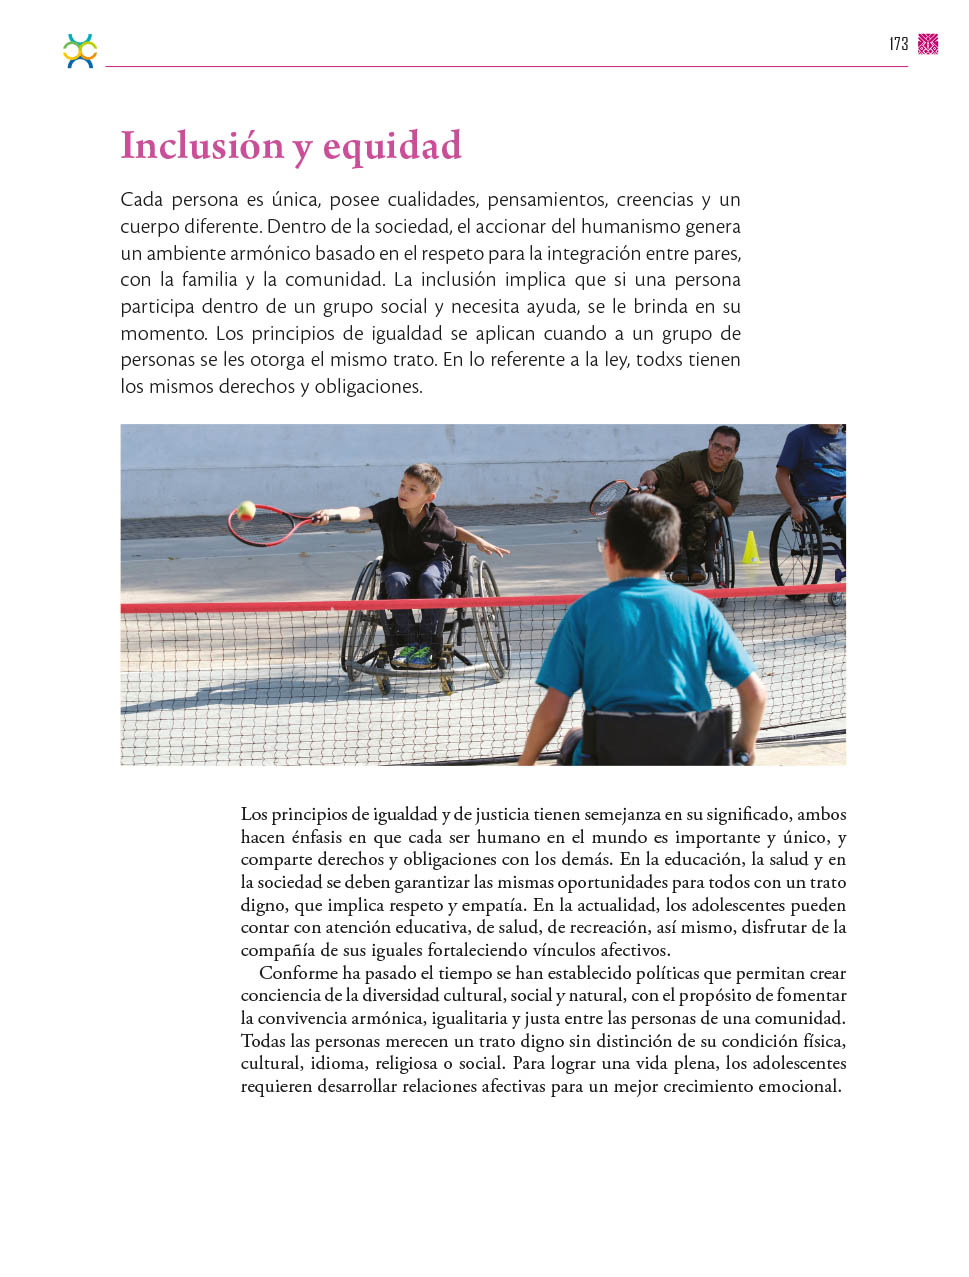 173
Inclusión y equidad
Cada persona es única, posee cualidades, pensamientos, creencias y un
cuerpo diferente. Dentro de la sociedad, el accionar del humanismo genera
un ambiente armónico basado en el respeto para la integración entre pares,
con la familia y la comunidad. La inclusión implica que si una persona
participa dentro de un grupo social y necesita ayuda, se le brinda en su
momento. Los principios de igualdad se aplican cuando a un grupo de
personas se les otorga el mismo trato. En lo referente a la ley, todxs tienen
los mismos derechos y obligaciones.
Los principios de igualdad y de justicia tienen semejanza en su significado, ambos
hacen énfasis en que cada ser humano en el mundo es importante y único, y
comparte derechos y obligaciones con los demás. En la educación, la salud y en
la sociedad se deben garantizar las mismas oportunidades para todos con un trato
digno, que implica respeto y empatía. En la actualidad, los adolescentes pueden
contar con atención educativa, de salud, de recreación, así mismo, disfrutar de la
compañía de sus iguales fortaleciendo vínculos afectivos.
Conforme ha pasado el tiempo se han establecido políticas que permitan crear
conciencia de la diversidad cultural, social y natural, con el propósito de fomentar
la convivencia armónica, igualitaria y justa entre las personas de una comunidad.
Todas las personas merecen un trato digno sin distinción de su condición física,
cultural, idioma, religiosa o social. Para lograr una vida plena, los adolescentes
requieren desarrollar relaciones afectivas para un mejor crecimiento emocional.